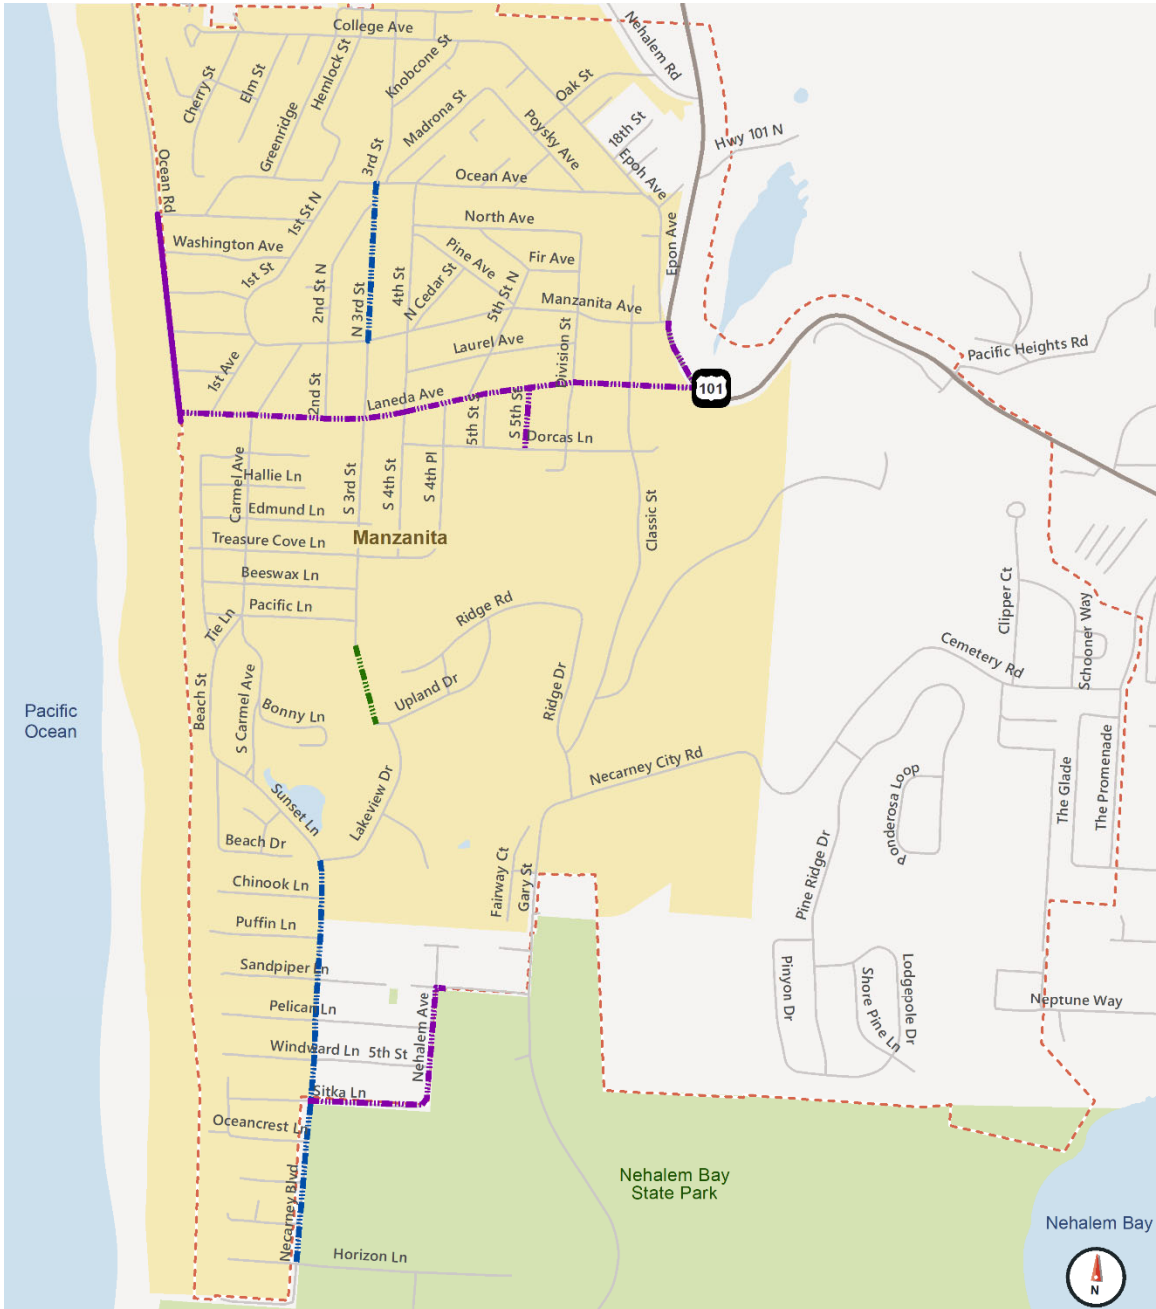 College Ave
Nehalem Rd
Cherry St
Elm St
Greenridge
Hemlock St
Knobcone St
Madrona St
Oak St
Poysky Ave
18th St
Hwy 101 N
Epoh Ave
3rd St
Ocean Ave
Ocean Rd
1st St N
North Ave
Washington Ave
Pine Ave
Fir Ave
Epon Ave
1st St
2nd St N
N 3rd St
4th St
N Cedar St
5th St N
Manzanita Ave
Laurel Ave
Division St
Pacific Heights Rd
1st Ave
2nd St
Laneda Ave
101
5th St S
S 5th St
Dorcas Ln
Carmel Ave
Hallie Ln
S 3rd St
S 4th St
S 4th Pl
Edmund Ln
Classic St
Treasure Cove Ln
Manzanita
Beeswax Ln
Pacific Ln
Tie Ln
Ridge Rd
Clipper Ct
Schooner Way
Cemetery Rd
Beach St
S Carmel Ave
Bonny Ln
Upland Dr
Ridge Dr
Pacific
Ocean
Necarney City Rd
Sunset Ln
Lakeview Dr
Ponderosa Loop
The Glade
The Promenade
Beach Dr
Chinook Ln
Fairway Ct
Gary St
Pine Ridge Dr
Puffin Ln
Sandpiper Ln
Pelican Ln
Nehalem Ave
Pinyon Dr
Shore Pine Ln
Lodgepole Dr
Neptune Way
Windward Ln
5th St
Sitka Ln
Oceancrest Ln
Necarney Blvd
Nehalem Bay
State Park
Nehalem Bay
Horizon Ln
N